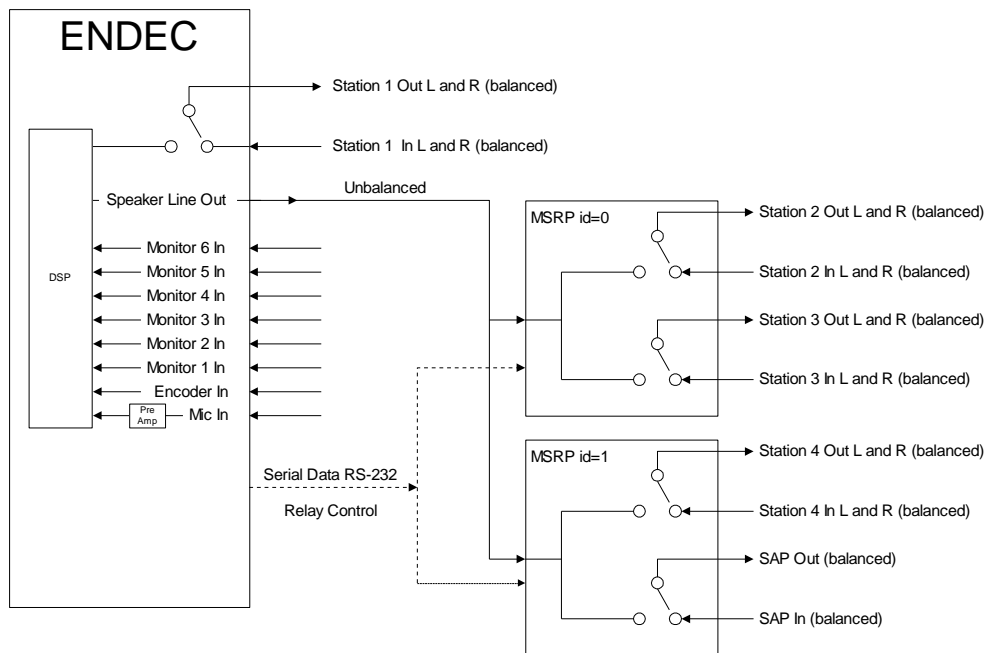 ENDEC
Station 1 Out L and R (balanced)
Station 1 In L and R (balanced)
DSP
Speaker Line Out
Unbalanced
Monitor 6 In
Monitor 5 In
Monitor 4 In
Monitor 3 In
Monitor 2 In
Monitor 1 In
Encoder In
Pre
Amp
Mic In
Serial Data RS-232
Relay Control
MSRP id=0
Station 2 Out L and R (balanced)
Station 2 In L and R (balanced)
Station 3 Out L and R (balanced)
Station 3 In L and R (balanced)
MSRP id=1
Station 4 Out L and R (balanced)
Station 4 In L and R (balanced)
SAP Out (balanced)
SAP In (balanced)